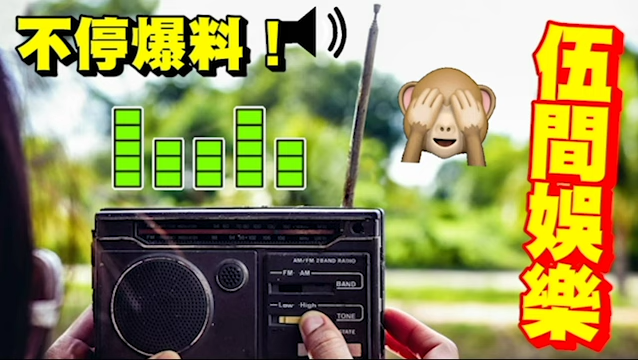 不停爆料！
伍間娛樂
AM/FM 2 BAND RADIO
FM AM
BAND
Low High
TONE
STATE